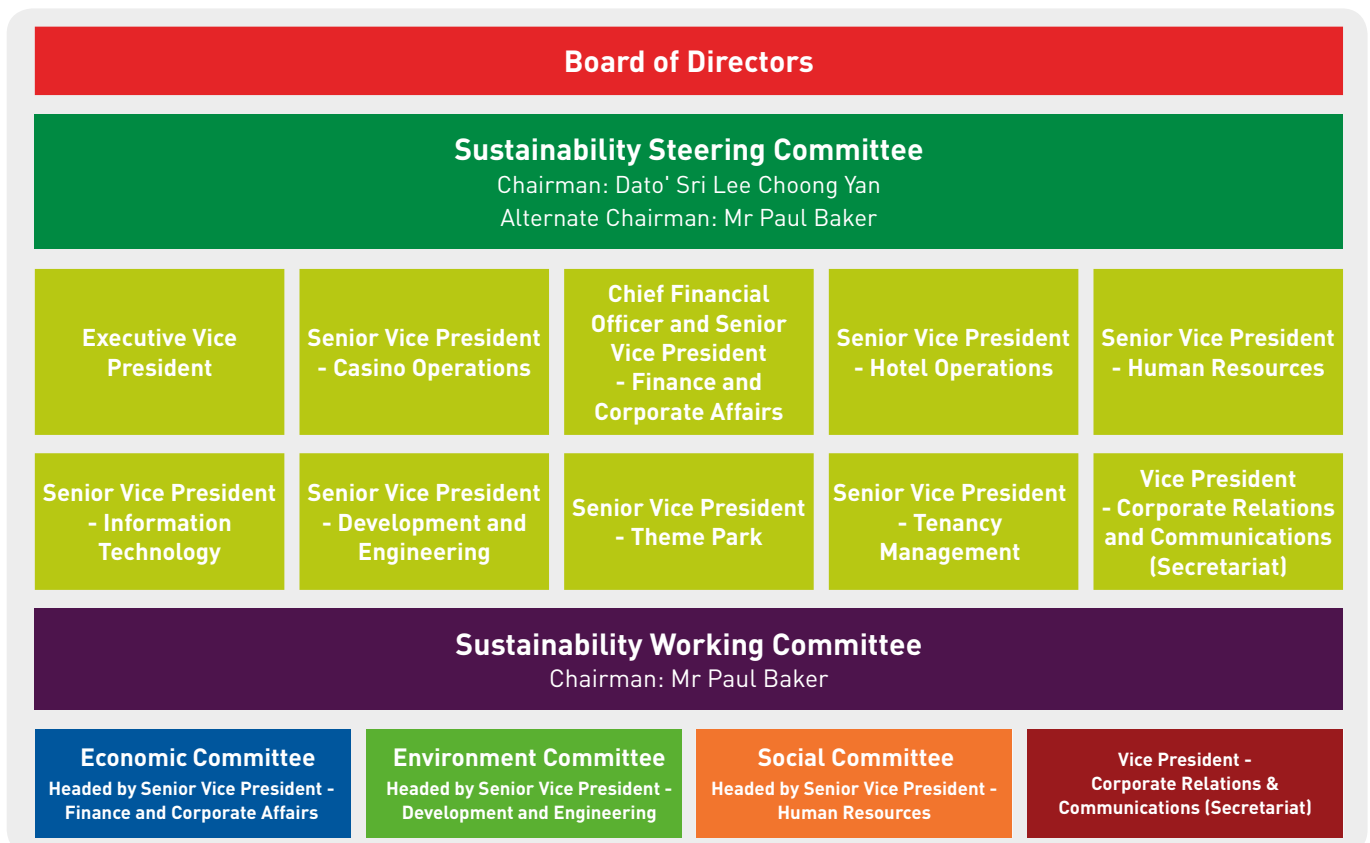 Board of Directors
Sustainability Steering Committee
Chairman: Dato' Sri Lee Choong Yan
Alternate Chairman: Mr Paul Baker
Executive Vice
President
Senior Vice President
- Casino Operations
Chief Financial
Officer and Senior
Vice President
- Finance and
Corporate Affairs
Senior Vice President
- Hotel Operations
Senior Vice President
- Human Resources
Senior Vice President
- Information
Technology
Senior Vice President
- Development and
Engineering
Senior Vice President
- Theme Park
Senior Vice President
- Tenancy
Management
Vice President
- Corporate Relations
and Communications
(Secretariat)
Sustainability Working Committee
Chairman: Mr Paul Baker
Economic Committee
Headed by Senior Vice President -
Finance and Corporate Affairs
Environment Committee
Headed by Senior Vice President -
Development and Engineering
Social Committee
Headed by Senior Vice President -
Human Resources
Vice President -
Corporate Relations &
Communications (Secretariat)